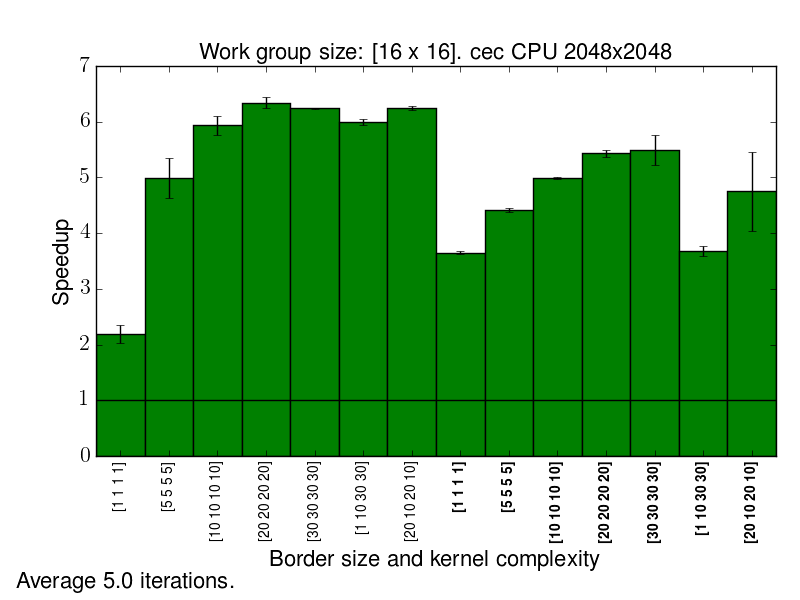 Work group size: [16 x 16]. cec CPU 2048x2048
7
6
5
4
3
2
1
0
Speedup
[1 1 1 1]
[5 5 5 5]
[10 10 10 10]
[20 20 20 20]
[30 30 30 30]
[1 10 30 30]
[20 10 20 10]
[1 1 1 1]
[5 5 5 5]
[10 10 10 10]
[20 20 20 20]
[30 30 30 30]
[1 10 30 30]
[20 10 20 10]
Border size and kernel complexity
Average 5.0 iterations.